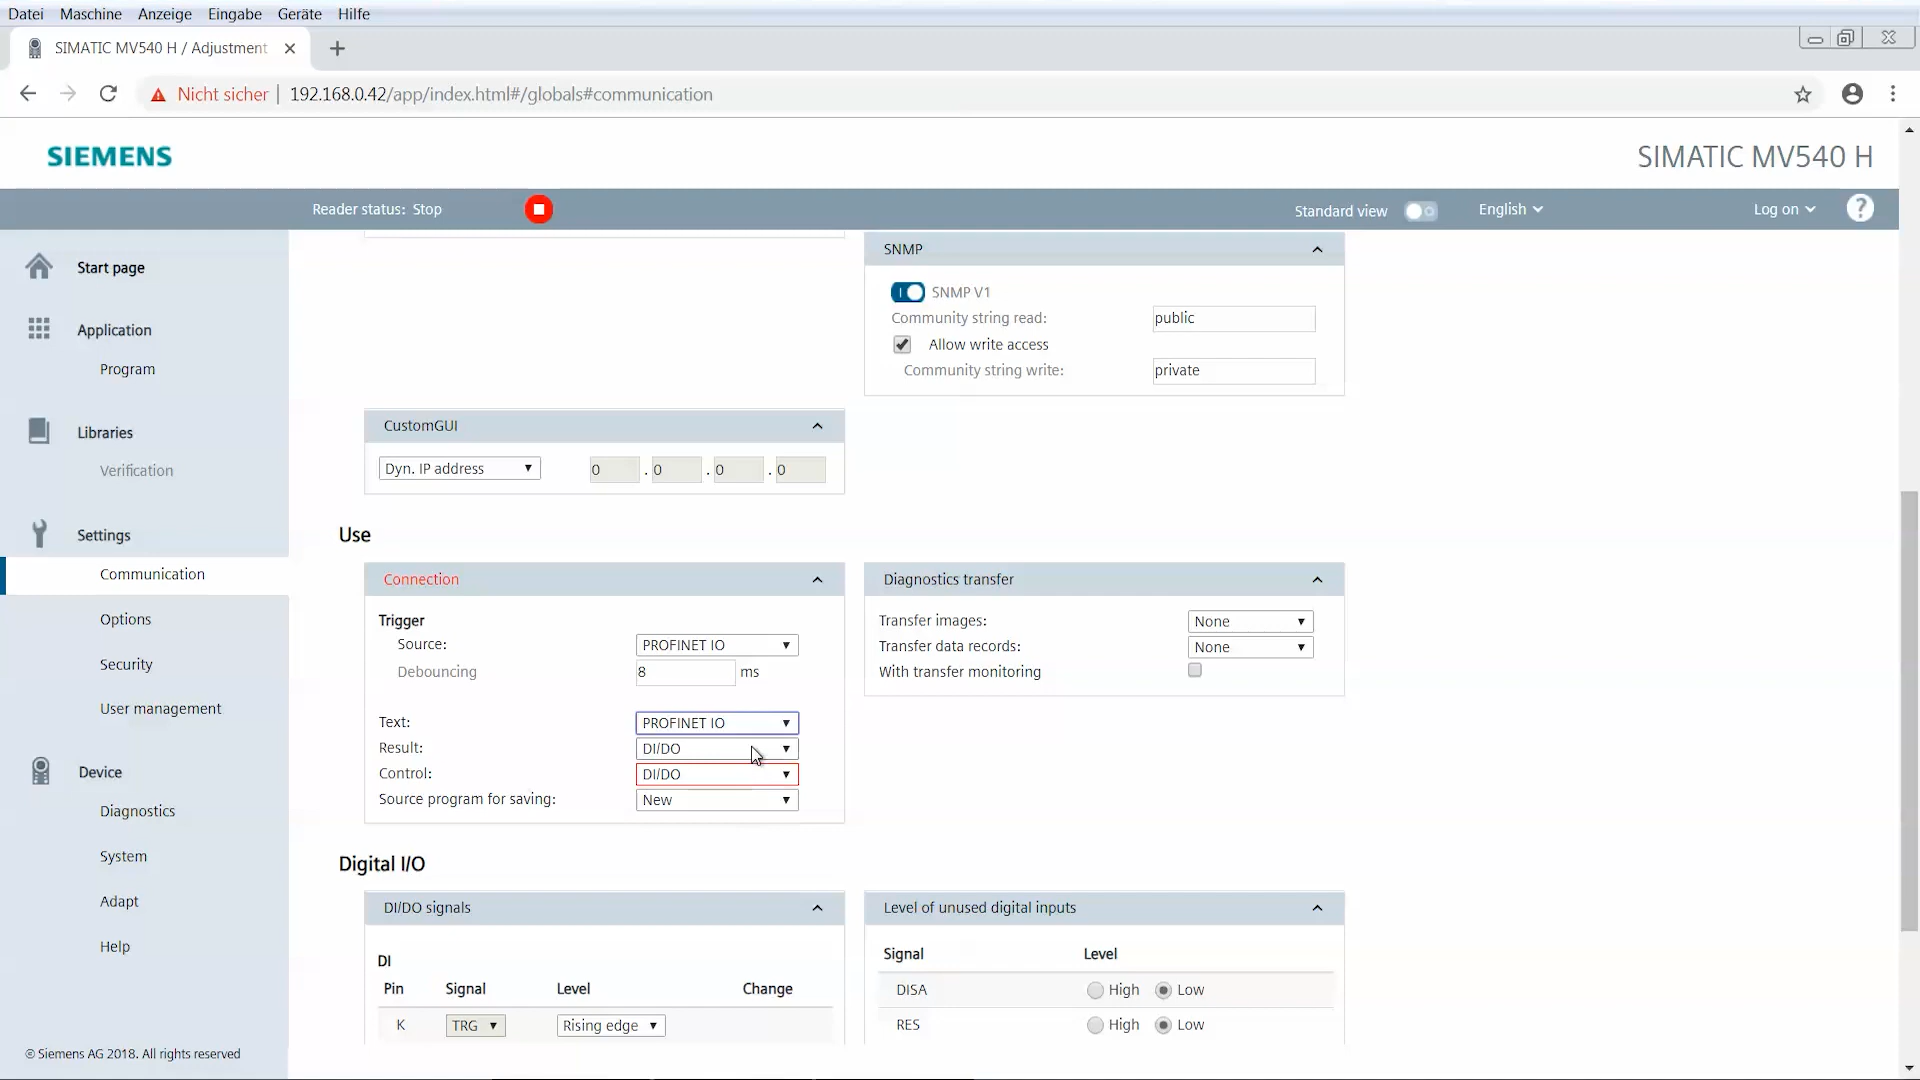 Datei Maschine Anzeige Eingabe Geräte Hilfe
SIMATIC MV540 H / Adjustment
Nicht sicher | 192.168.0.42/app/index.html#/globals#communication
SIEMENS
SIMATIC MV540 H
Reader status: Stop
Standard view
English
Log on
?
Start page
Application
Program
Libraries
Verification
Settings
Communication
Options
Security
User management
Device
Diagnostics
System
Adapt
Help
© Siemens AG 2018. All rights reserved
SNMP
SNMP V1
Community string read: public
Allow write access
Community string write: private
CustomGUI
Dyn. IP address 0 . 0 . 0 . 0
Use
Connection
Trigger
Source: PROFINET IO
Debouncing 8 ms
Text: PROFINET IO
Result: DI/DO
Control: DI/DO
Source program for saving: New
Diagnostics transfer
Transfer images: None
Transfer data records: None
With transfer monitoring
Digital I/O
DI/DO signals
DI
Pin Signal Level Change
K TRG Rising edge
Level of unused digital inputs
Signal Level
DISA High Low
RES High Low